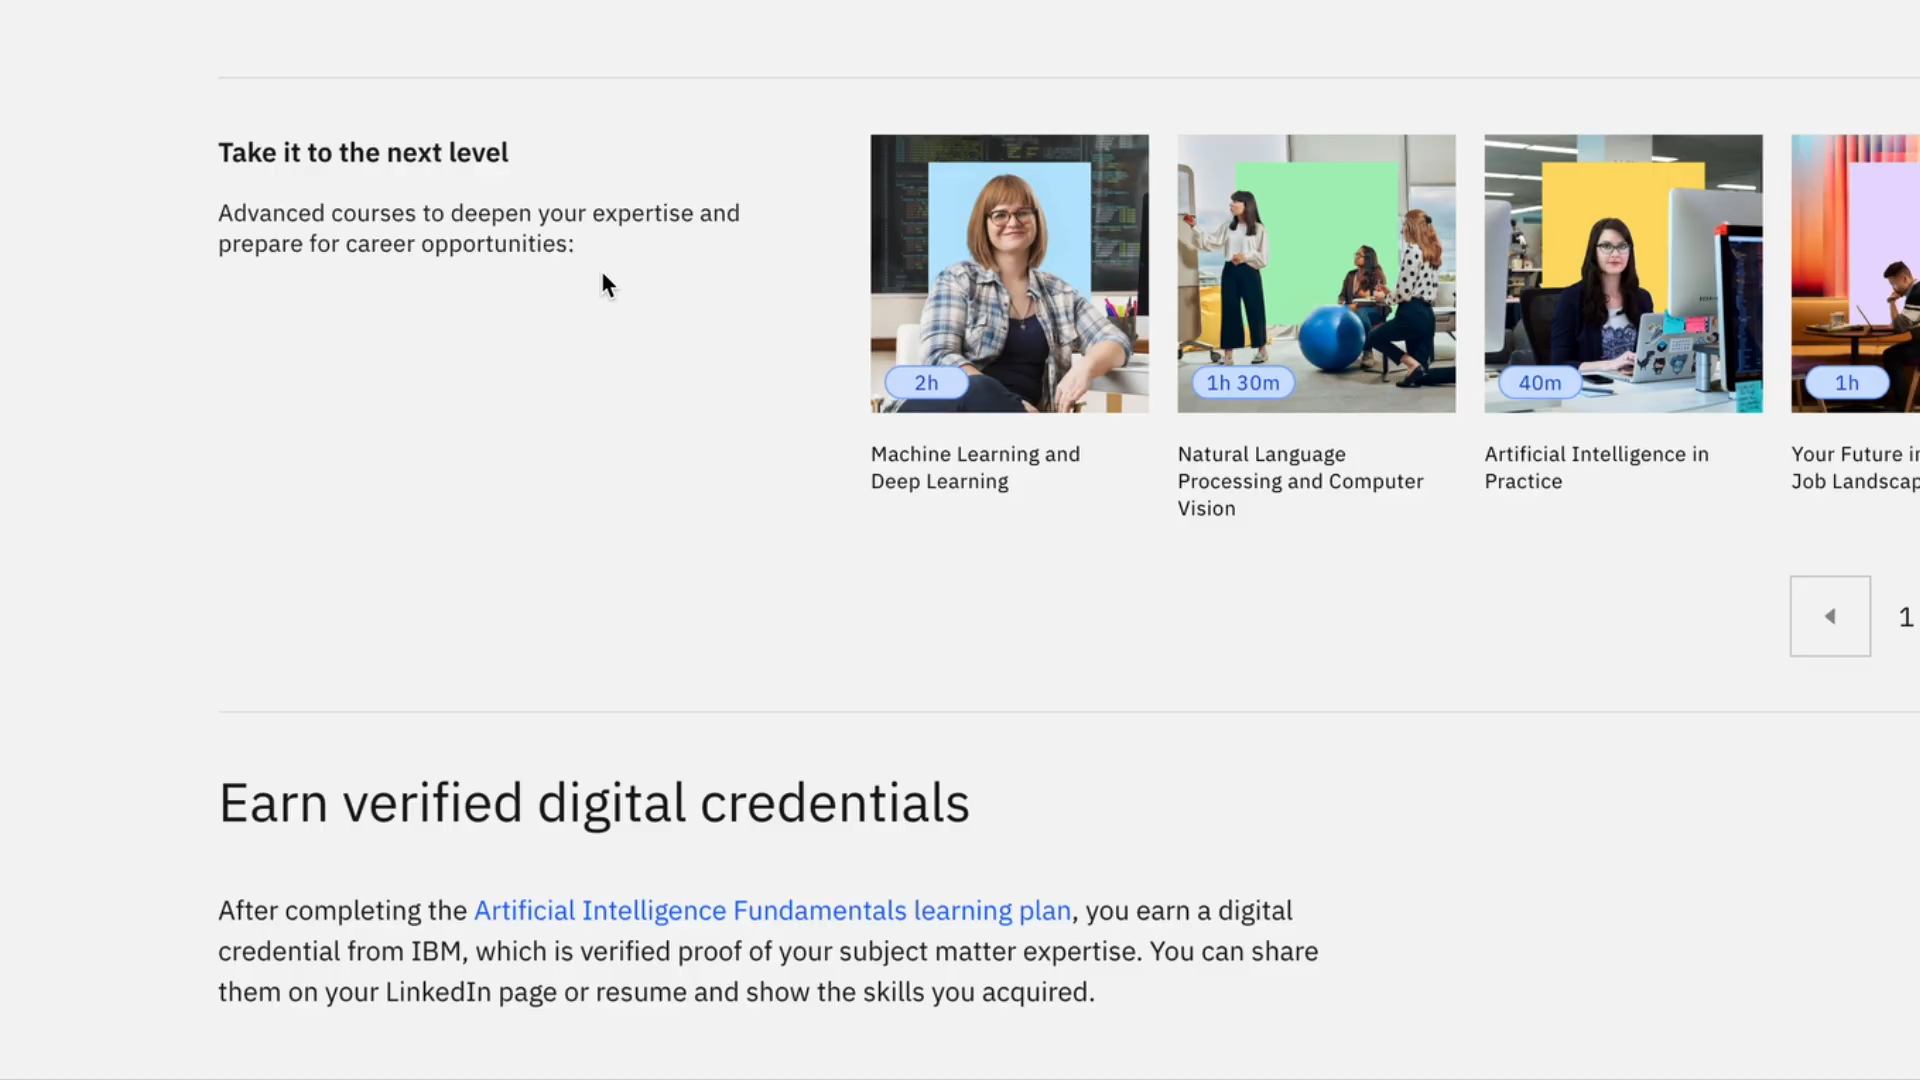 Take it to the next level
Advanced courses to deepen your expertise and
prepare for career opportunities:
2h
1h 30m
40m
1h
Machine Learning and
Deep Learning
Natural Language
Processing and Computer
Vision
Artificial Intelligence in
Practice
Your Future
Job
1
Earn verified digital credentials
After completing the Artificial Intelligence Fundamentals learning plan, you earn a digital
credential from IBM, which is verified proof of your subject matter expertise. You can share
them on your LinkedIn page or resume and show the skills you acquired.